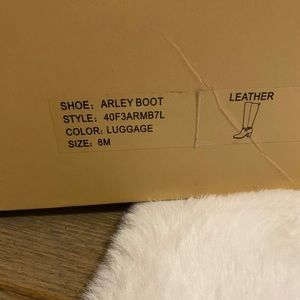 SHOE: ARLEY BOOT
STYLE: 40F3ARMB7L
COLOR: LUGGAGE
SIZE: 8M
LEATHER